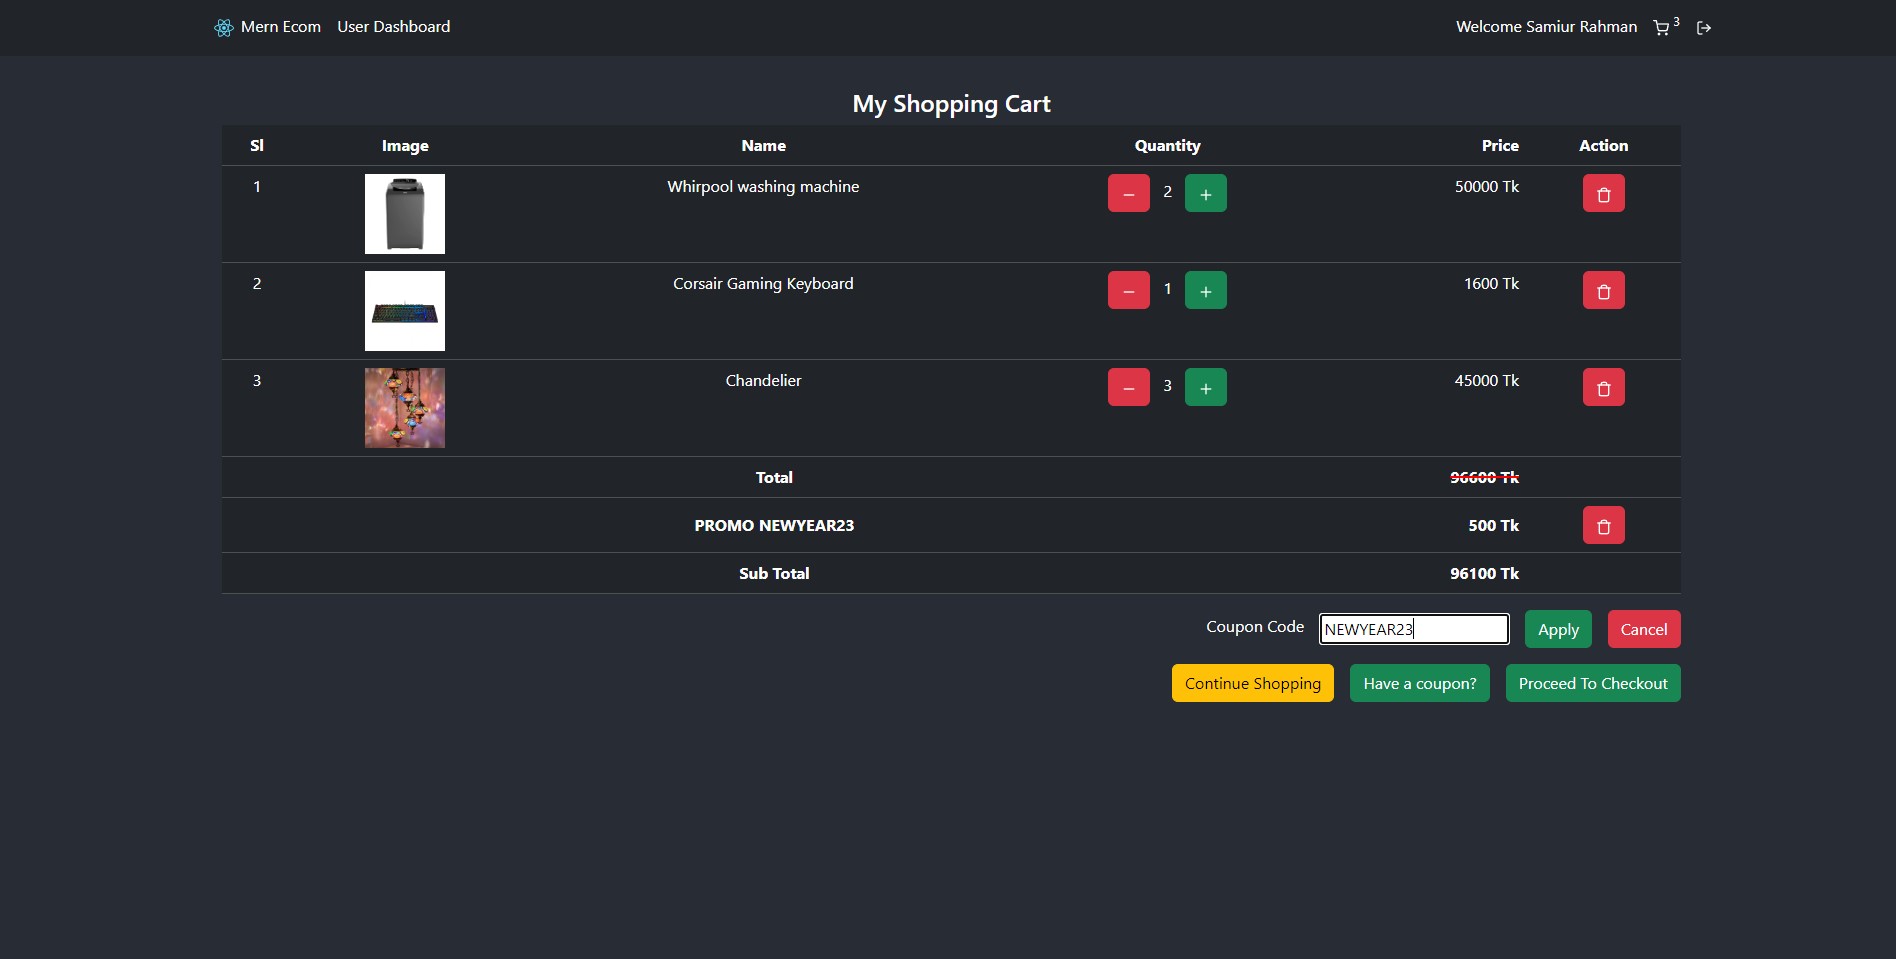 Mern Ecom User Dashboard Welcome Samiur Rahman 3
My Shopping Cart
Sl Image Name Quantity Price Action
1 Whirpool washing machine − 2 + 50000 Tk
2 Corsair Gaming Keyboard − 1 + 1600 Tk
3 Chandelier − 3 + 45000 Tk
Total 96600 Tk
PROMO NEWYEAR23 500 Tk
Sub Total 96100 Tk
Coupon Code NEWYEAR23 Apply Cancel
Continue Shopping Have a coupon? Proceed To Checkout